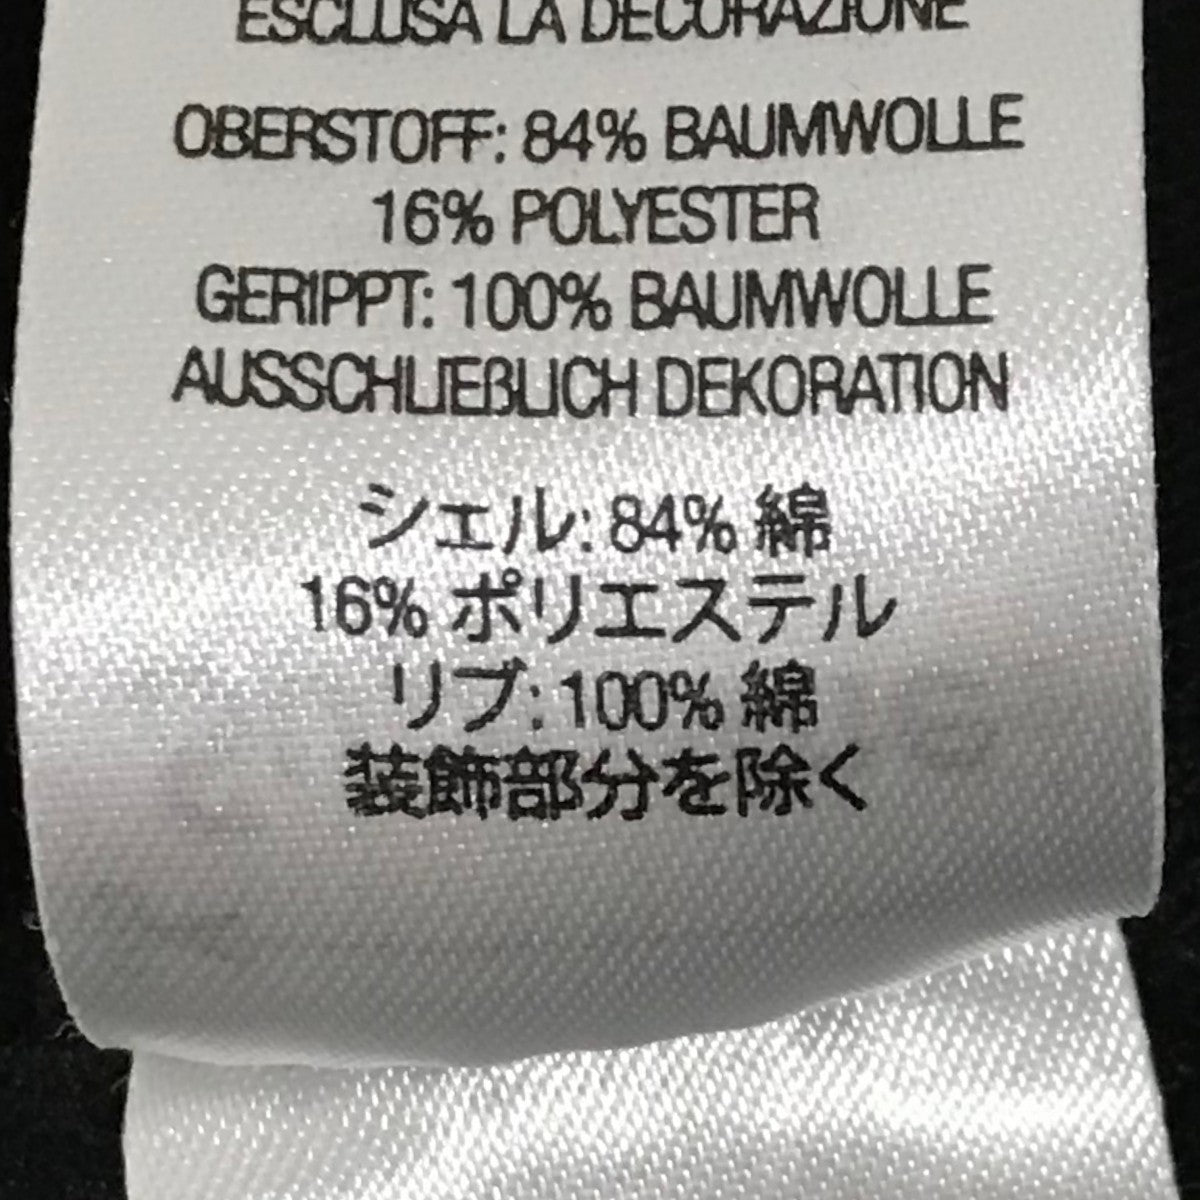 ESCLUSA LA DECORAZIONE
OBERSTOFF: 84% BAUMWOLLE
16% POLYESTER
GERIPPT: 100% BAUMWOLLE
AUSSCHLIEßLICH DEKORATION
シェル: 84% 綿
16% ポリエステル
リブ: 100% 綿
装飾部分を除く